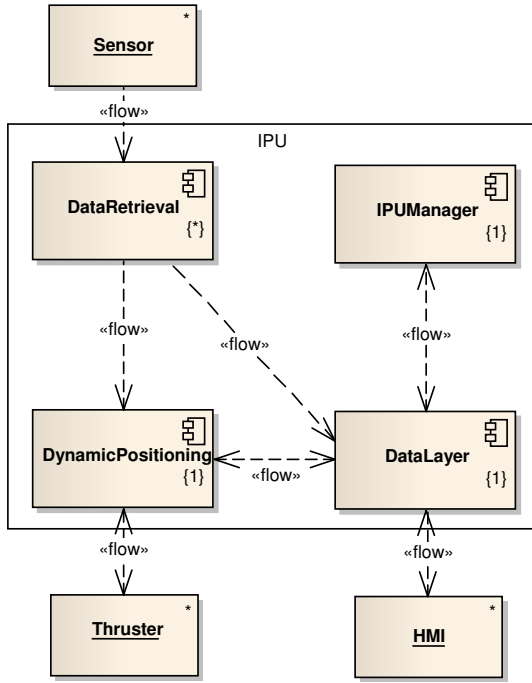 *
Sensor
«flow»
IPU
DataRetrieval
{*}
IPUManager
{1}
«flow»
«flow»
«flow»
DynamicPositioning
{1}
«flow»
DataLayer
{1}
«flow»
«flow»
*
Thruster
*
HMI